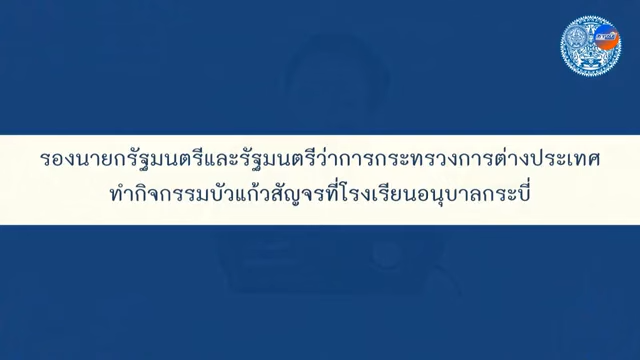 รองนายกรัฐมนตรีและรัฐมนตรีว่าการกระทรวงการต่างประเทศ
ทำกิจกรรมบัวแก้วสัญจรที่โรงเรียนอนุบาลกระบี่